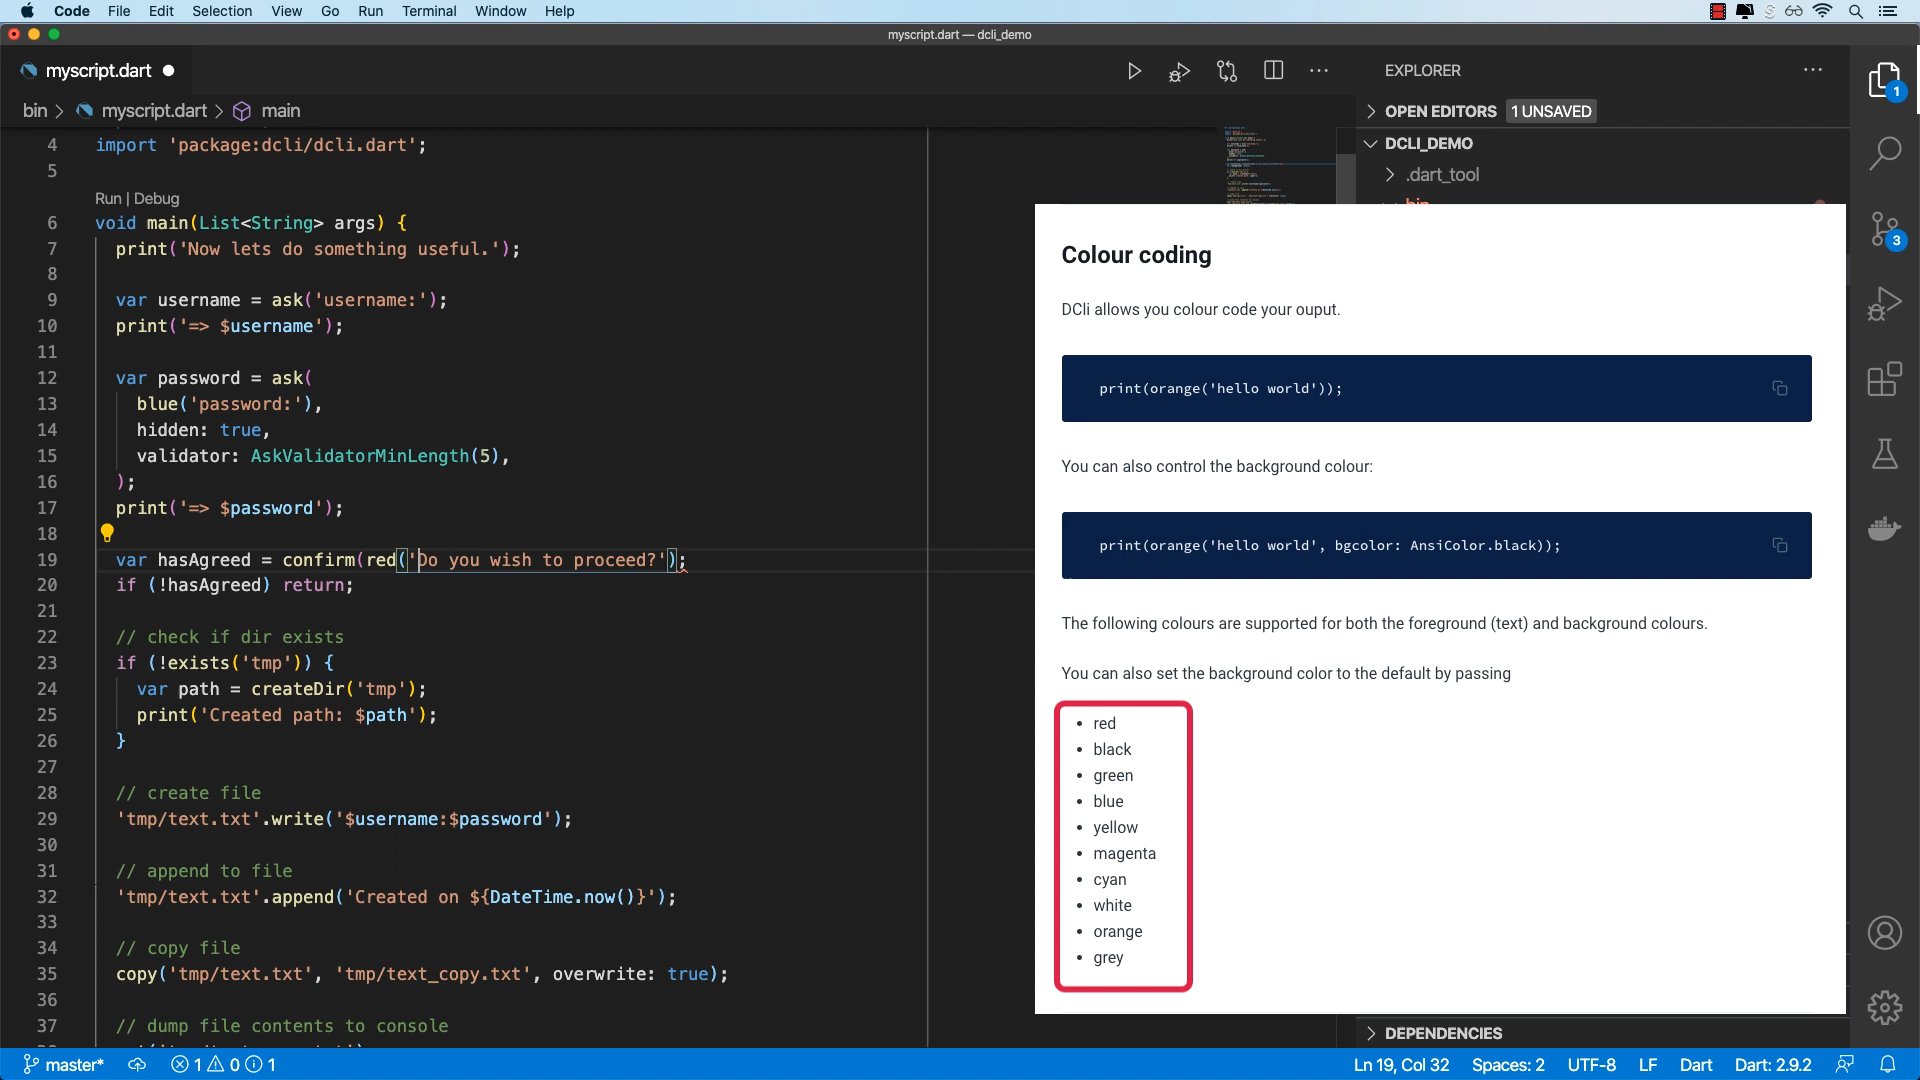 Code File Edit Selection View Go Run Terminal Window Help
myscript.dart — dcli_demo
myscript.dart
bin > myscript.dart > main
4 import 'package:dcli/dcli.dart';
5
Run | Debug
6 void main(List<String> args) {
7 print('Now lets do something useful.');
8
9 var username = ask('username:');
10 print('=> $username');
11
12 var password = ask(
13 blue('password:'),
14 hidden: true,
15 validator: AskValidatorMinLength(5),
16 );
17 print('=> $password');
18
19 var hasAgreed = confirm(red('Do you wish to proceed?');
20 if (!hasAgreed) return;
21
22 // check if dir exists
23 if (!exists('tmp')) {
24 var path = createDir('tmp');
25 print('Created path: $path');
26 }
27
28 // create file
29 'tmp/text.txt'.write('$username:$password');
30
31 // append to file
32 'tmp/text.txt'.append('Created on ${DateTime.now()}');
33
34 // copy file
35 copy('tmp/text.txt', 'tmp/text_copy.txt', overwrite: true);
36
37 // dump file contents to console
EXPLORER
OPEN EDITORS 1 UNSAVED
DCLI_DEMO
.dart_tool
1
3
Colour coding
DCli allows you colour code your ouput.
print(orange('hello world'));
You can also control the background colour:
print(orange('hello world', bgcolor: AnsiColor.black));
The following colours are supported for both the foreground (text) and background colours.
You can also set the background color to the default by passing
• red
• black
• green
• blue
• yellow
• magenta
• cyan
• white
• orange
• grey
DEPENDENCIES
master* 1 0 1 Ln 19, Col 32 Spaces: 2 UTF-8 LF Dart Dart: 2.9.2